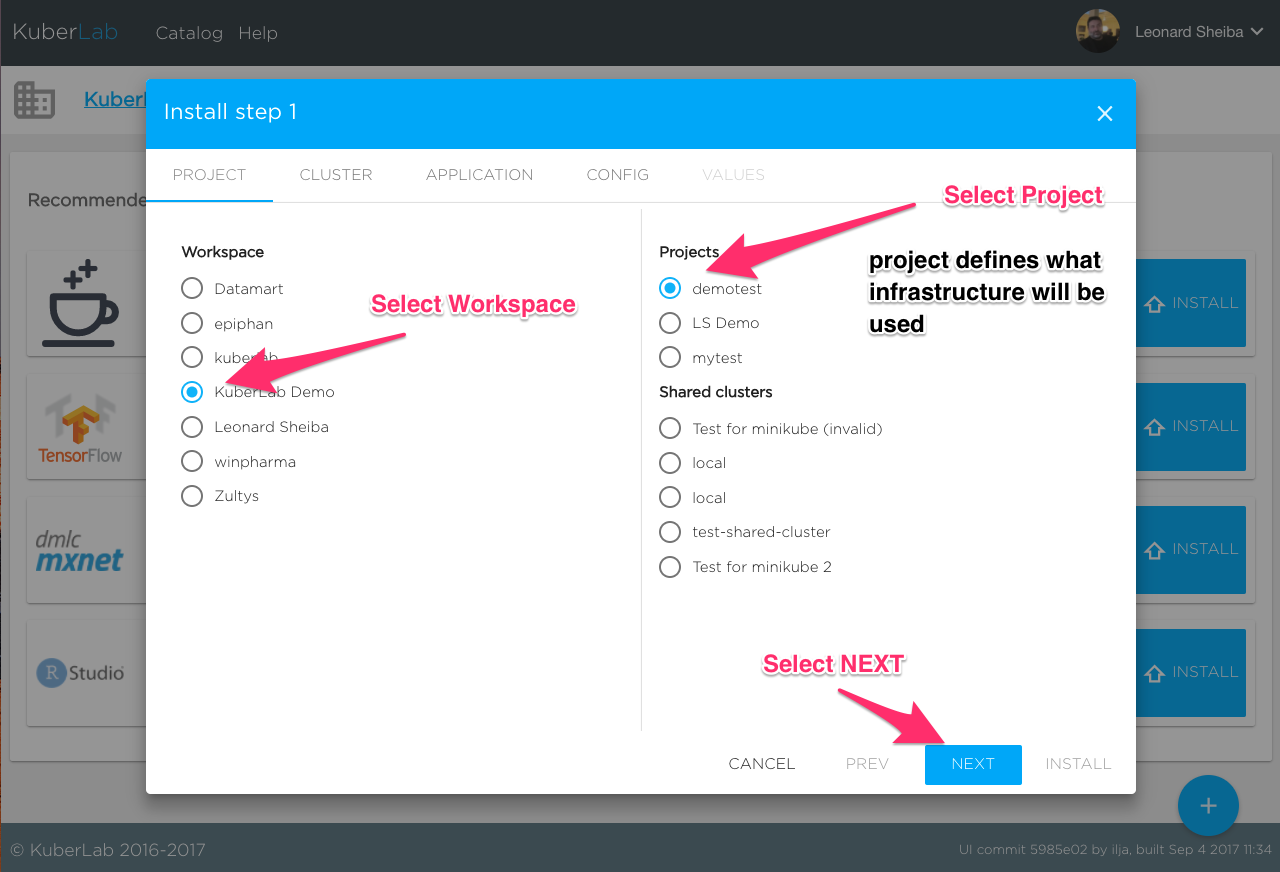 KuberLab Catalog Help Leonard Sheiba
Install step 1
PROJECT CLUSTER APPLICATION CONFIG VALUES
Select Project
Recommende
Workspace
Datamart
epiphan
kuberlab
KuberLab Demo
Leonard Sheiba
winpharma
Zultys
Select Workspace
Projects
demotest
LS Demo
mytest
project defines what
infrastructure will be
used
Shared clusters
Test for minikube (invalid)
local
local
test-shared-cluster
Test for minikube 2
Select NEXT
CANCEL PREV NEXT INSTALL
TensorFlow
dmlc
mxnet
R Studio
INSTALL
INSTALL
INSTALL
INSTALL
+
© KuberLab 2016-2017
UI commit 5985e02 by ilja, built Sep 4 2017 11:34